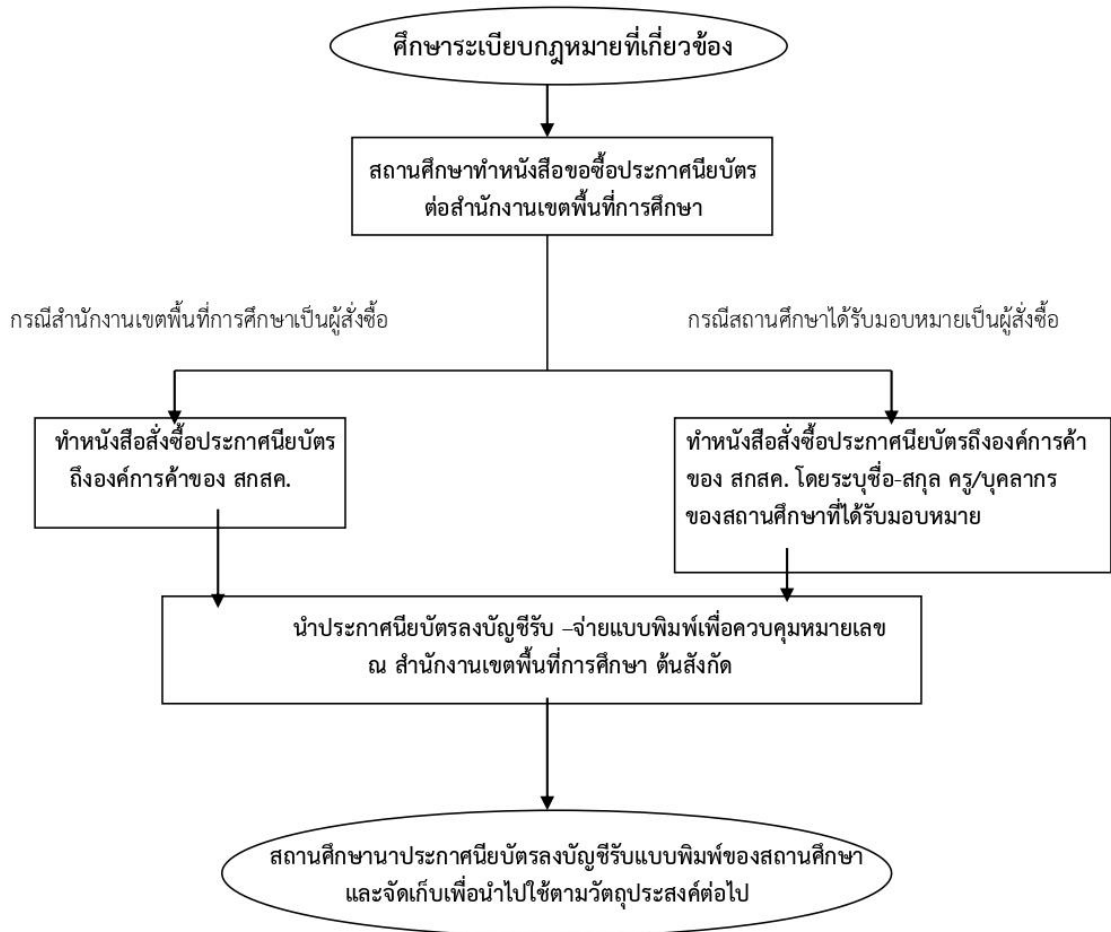 ศึกษาระเบียบกฎหมายที่เกี่ยวข้อง
สถานศึกษาทำหนังสือขอซื้อประกาศนียบัตร
ต่อสำนักงานเขตพื้นที่การศึกษา
กรณีสำนักงานเขตพื้นที่การศึกษาเป็นผู้สั่งซื้อ
กรณีสถานศึกษาได้รับมอบหมายเป็นผู้สั่งซื้อ
ทำหนังสือสั่งซื้อประกาศนียบัตร
ถึงองค์การค้าของ สกสค.
ทำหนังสือสั่งซื้อประกาศนียบัตรถึงองค์การค้า
ของ สกสค. โดยระบุชื่อ-สกุล ครู/บุคลากร
ของสถานศึกษาที่ได้รับมอบหมาย
นำประกาศนียบัตรลงบัญชีรับ –จ่ายแบบพิมพ์เพื่อควบคุมหมายเลข
ณ สำนักงานเขตพื้นที่การศึกษา ต้นสังกัด
สถานศึกษานาประกาศนียบัตรลงบัญชีรับแบบพิมพ์ของสถานศึกษา
และจัดเก็บเพื่อนำไปใช้ตามวัตถุประสงค์ต่อไป